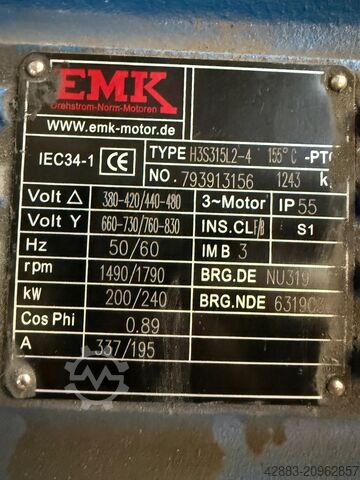 EMK
Drehstrom-Norm-Motoren
www.emk-motor.de
IEC34-1 CE TYPE H3S315L2-4 155°C -PTC
NO. 793913156 1243 k
Volt Δ 380-420/440-480 3~Motor IP 55
Volt Y 660-730/760-830 INS.CL F/B S1
Hz 50/60 IM B 3
rpm 1490/1790 BRG.DE NU319
kW 200/240 BRG.NDE 6319C3
Cos Phi 0.89
A 337/195
42883-20962857